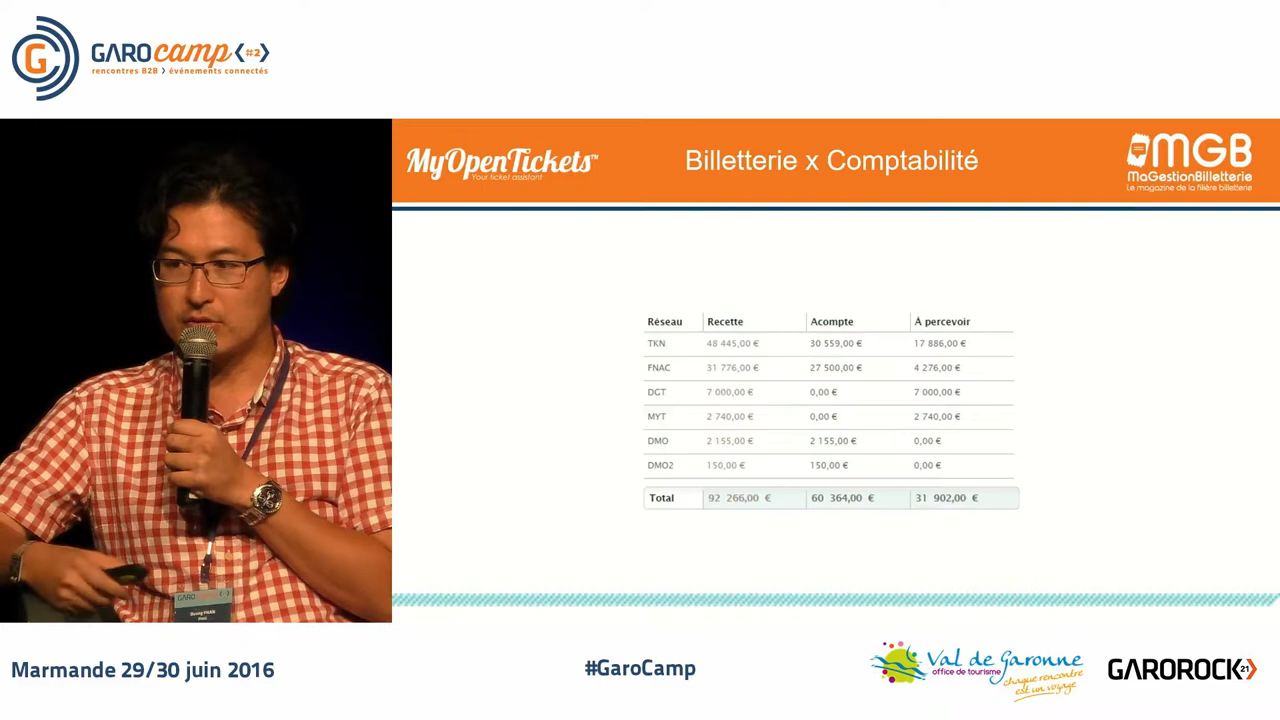 GAROcamp <#2>
rencontres B2B > événements connectés
MyOpenTickets™
Your ticket assistant
Billetterie x Comptabilité
MGB
MaGestionBilletterie
Le magazine de la filière billetterie
Réseau Recette Acompte À percevoir
TKN 48 445,00 € 30 559,00 € 17 886,00 €
FNAC 31 776,00 € 27 500,00 € 4 276,00 €
DGT 7 000,00 € 0,00 € 7 000,00 €
MYT 2 740,00 € 0,00 € 2 740,00 €
DMO 2 155,00 € 2 155,00 € 0,00 €
DMO2 150,00 € 150,00 € 0,00 €
Total 92 266,00 € 60 364,00 € 31 902,00 €
Marmande 29/30 juin 2016
#GaroCamp
Val de Garonne
office de tourisme
chaque rencontre
est un voyage
GAROROCK 21